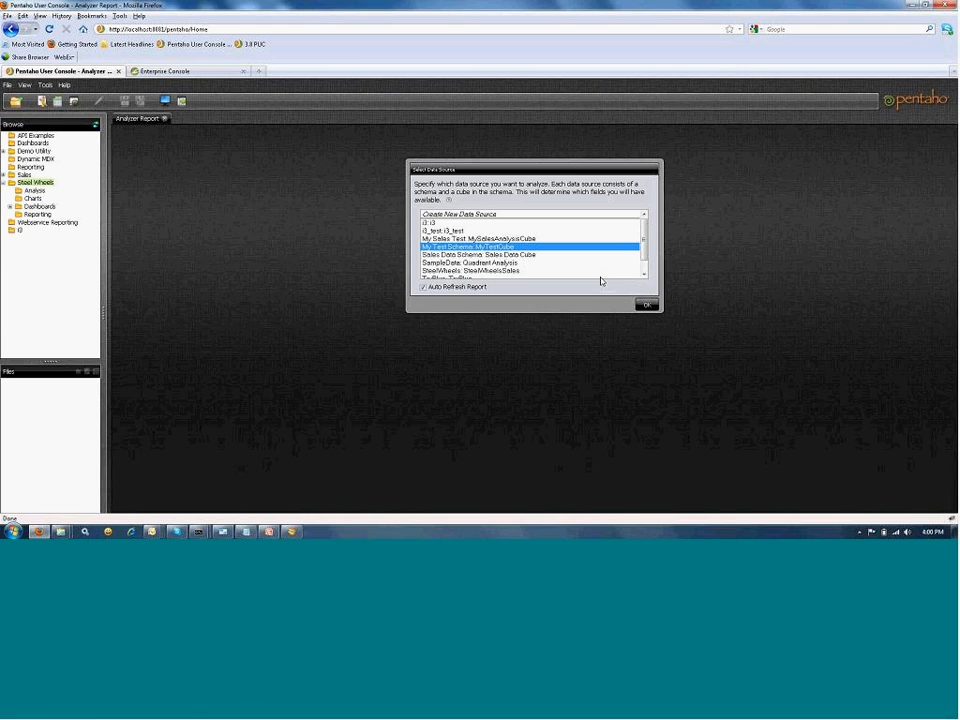 Pentaho User Console - Analyzer Report - Mozilla Firefox
File Edit View History Bookmarks Tools Help
http://localhost:8881/pentaho/Home
Google
Most Visited Getting Started Latest Headlines Pentaho User Console ... 3.8 PUC
Share Browser WebEx
Pentaho User Console - Analyzer ... Enterprise Console
File View Tools Help
pentaho
Browse
API Examples
Dashboards
Demo Utility
Dynamic MDX
Reporting
Sales
Steel Wheels
Analysis
Charts
Dashboards
Reporting
Webservice Reporting
i3
Files
Analyzer Report
Select Data Source
Specify which data source you want to analyze. Each data source consists of a
schema and a cube in the schema. This will determine which fields you will have
available.
Create New Data Source
i3: i3
i3_test: i3_test
My Sales Test: MySalesAnalysisCube
My Test Schema: MyTestCube
Sales Data Schema: Sales Data Cube
SampleData: Quadrant Analysis
SteelWheels: SteelWheelsSales
Auto Refresh Report
OK
Done
4:00 PM